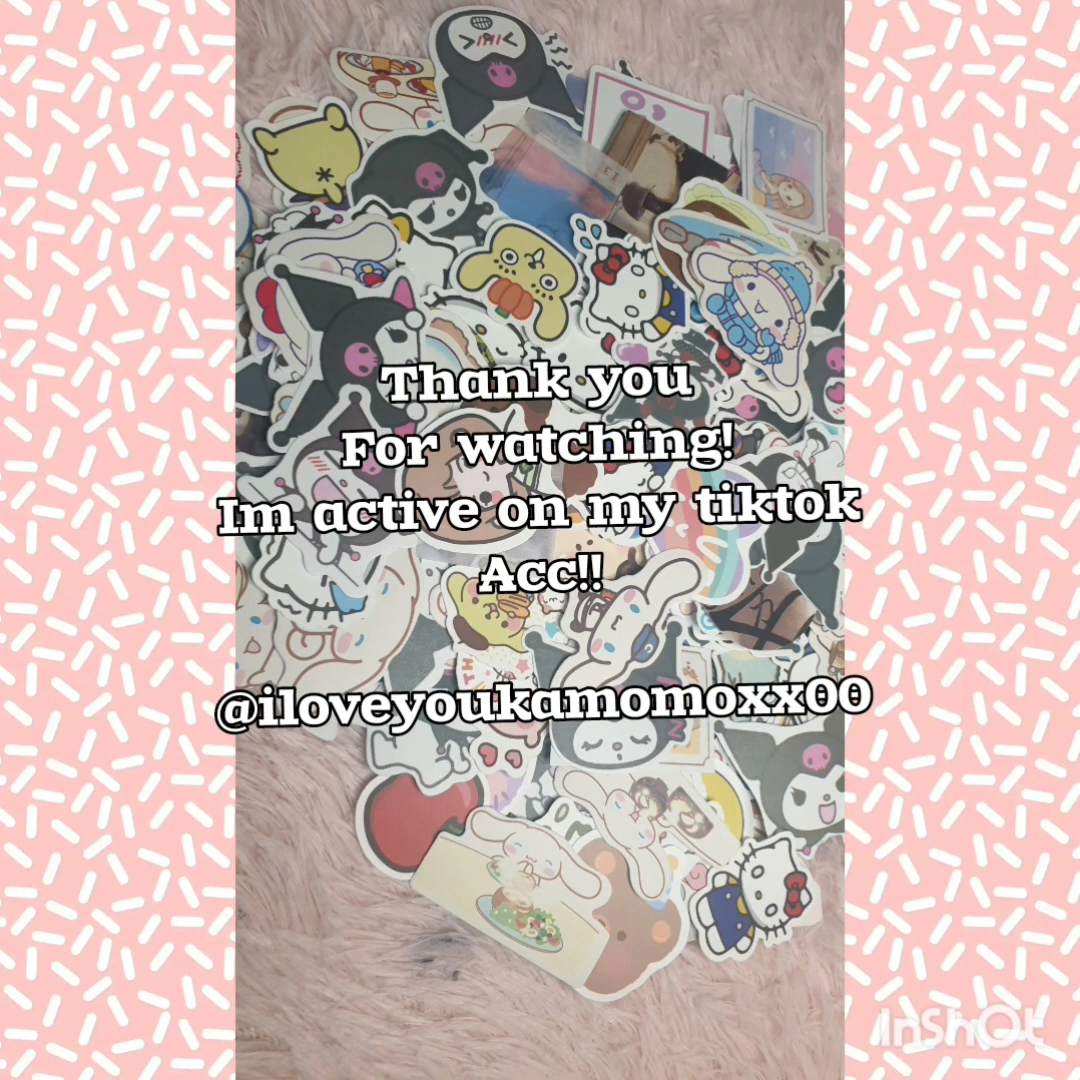 Thank you
For watching!
Im active on my tiktok
Acc!!
@iloveyoukamomoxx00
InShOt